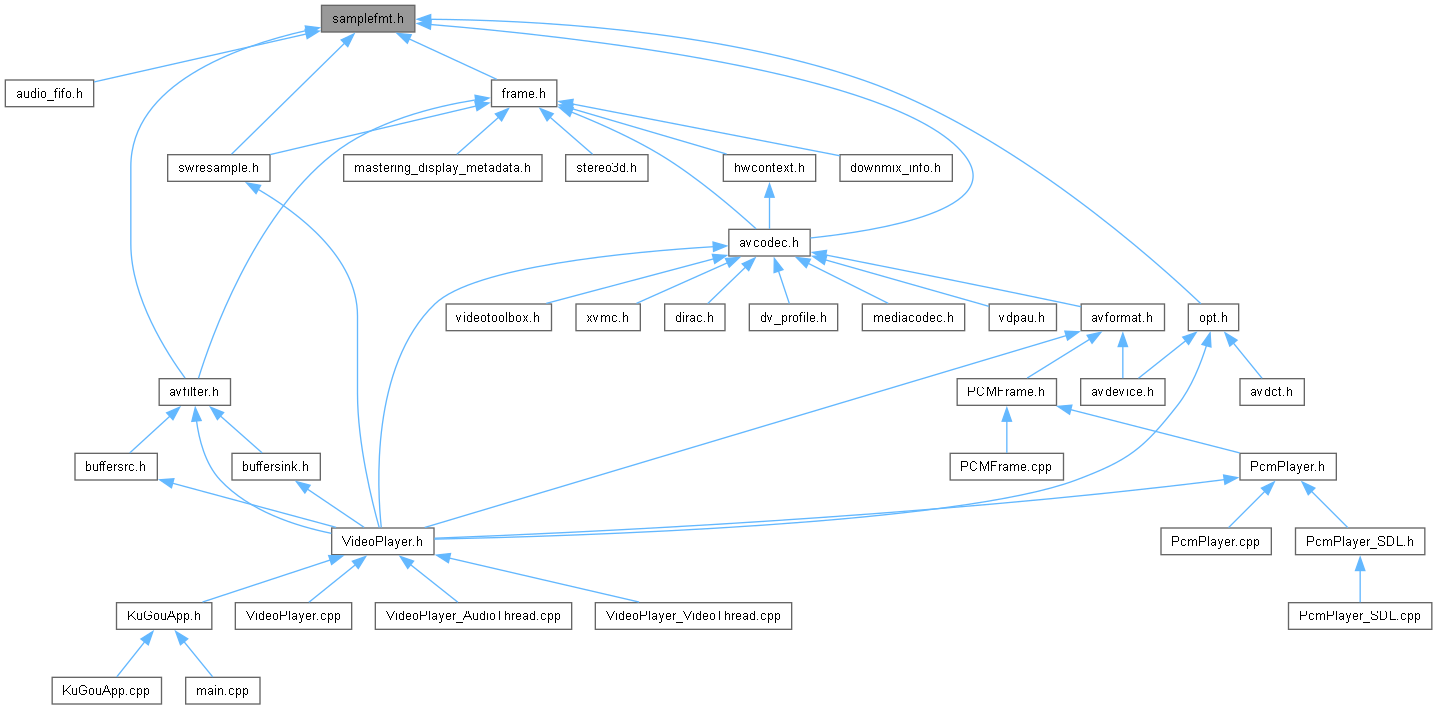 samplefmt.h
audio_fifo.h
frame.h
swresample.h
mastering_display_metadata.h
stereo3d.h
hwcontext.h
downmix_info.h
avcodec.h
videotoolbox.h
xvmc.h
dirac.h
dv_profile.h
mediacodec.h
vdpau.h
avformat.h
opt.h
avfilter.h
PCMFrame.h
avdevice.h
avdct.h
buffersrc.h
buffersink.h
PCMFrame.cpp
PcmPlayer.h
VideoPlayer.h
PcmPlayer.cpp
PcmPlayer_SDL.h
KuGouApp.h
VideoPlayer.cpp
VideoPlayer_AudioThread.cpp
VideoPlayer_VideoThread.cpp
PcmPlayer_SDL.cpp
KuGouApp.cpp
main.cpp